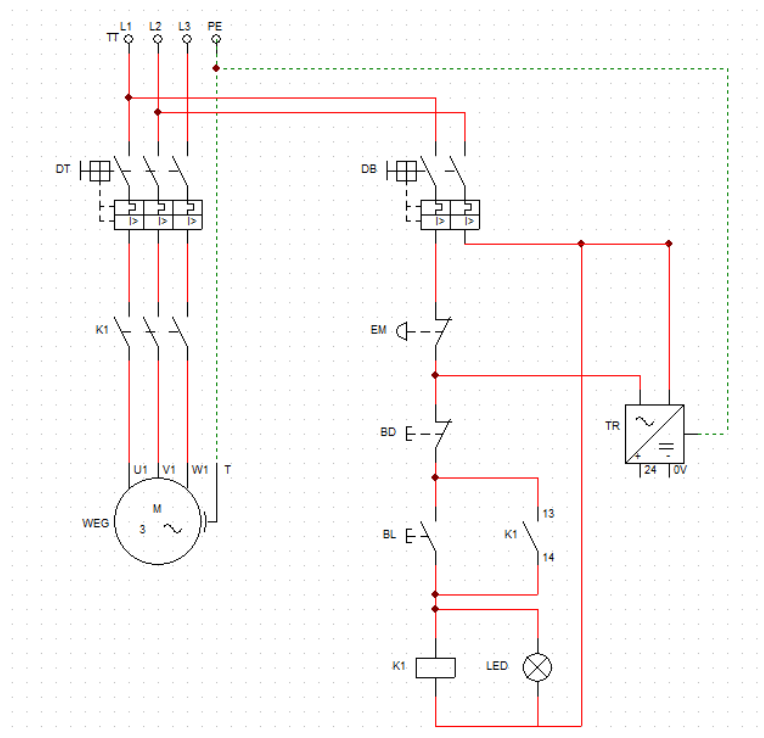 L1 L2 L3 PE
TT
DT
I> I> I>
DB
I> I>
K1
EM
BD
TR
+ -
24 0V
U1 V1 W1 T
WEG
M
3
BL
K1
13
14
K1
LED